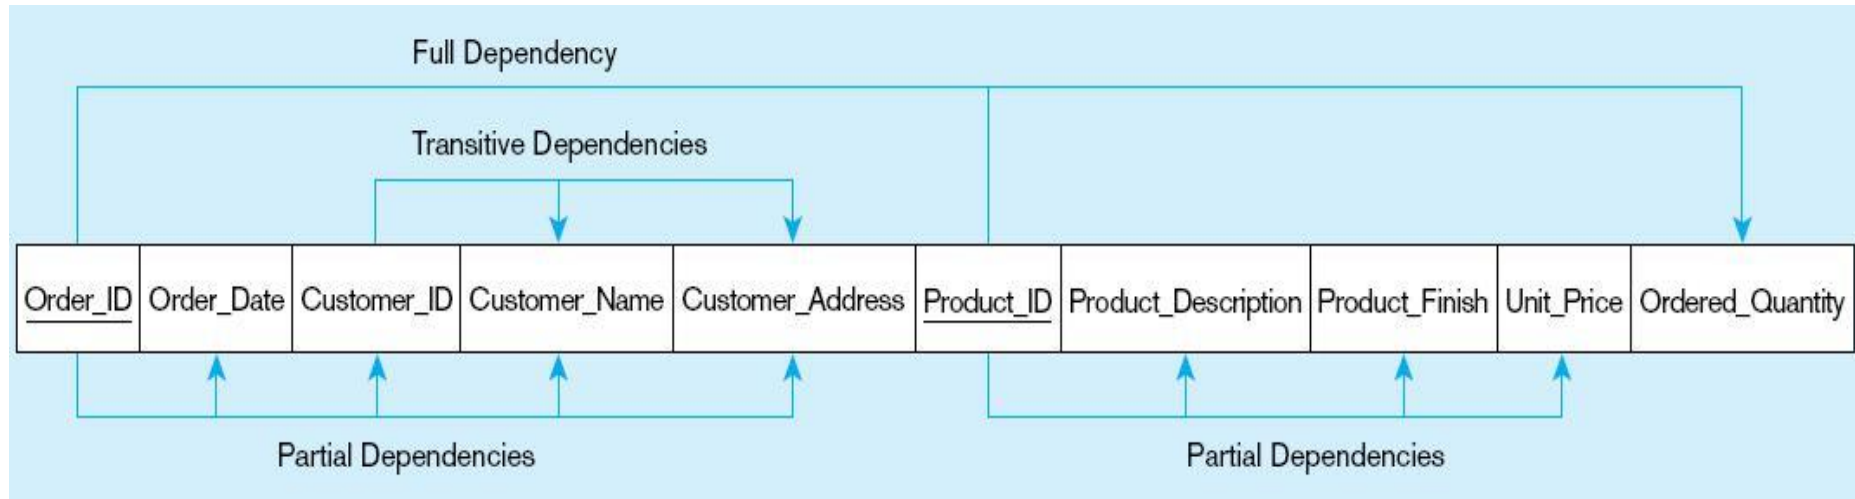 Full Dependency
Transitive Dependencies
Order_ID Order_Date Customer_ID Customer_Name Customer_Address Product_ID Product_Description Product_Finish Unit_Price Ordered_Quantity
Partial Dependencies Partial Dependencies